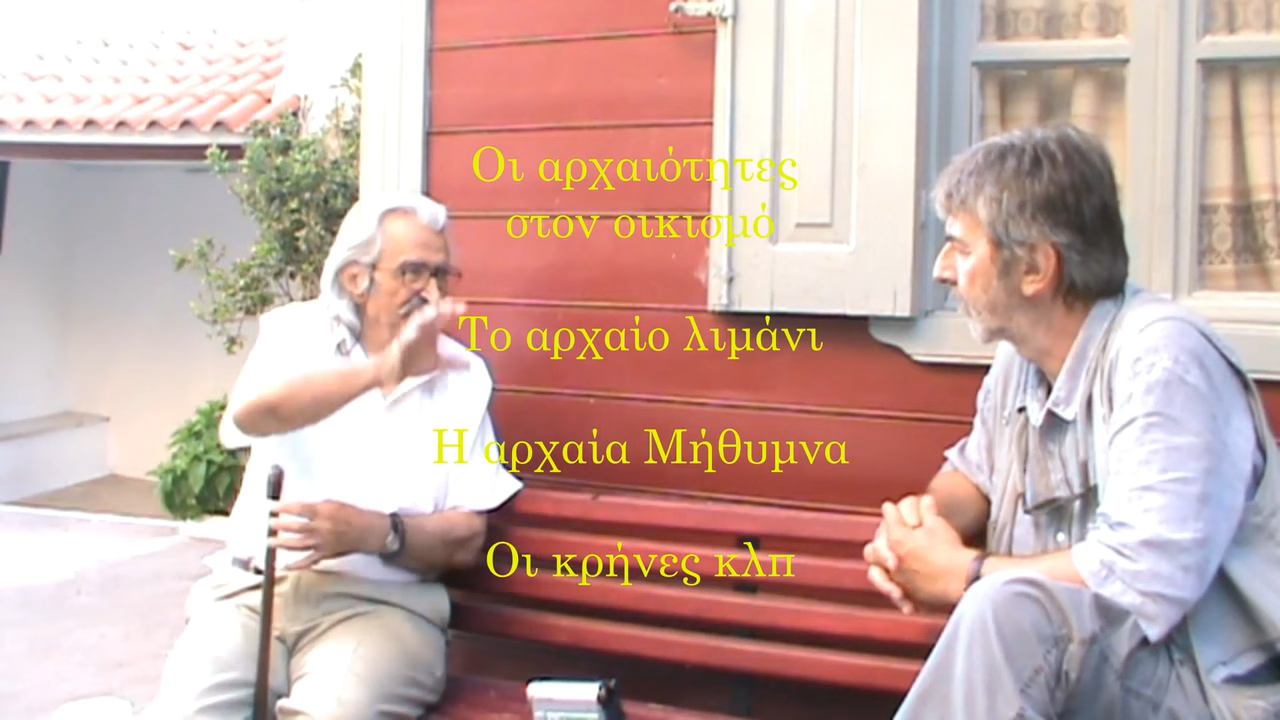 Οι αρχαιότητες
στον οικισμό
Το αρχαίο λιμάνι
Η αρχαία Μήθυμνα
Οι κρήνες κλπ